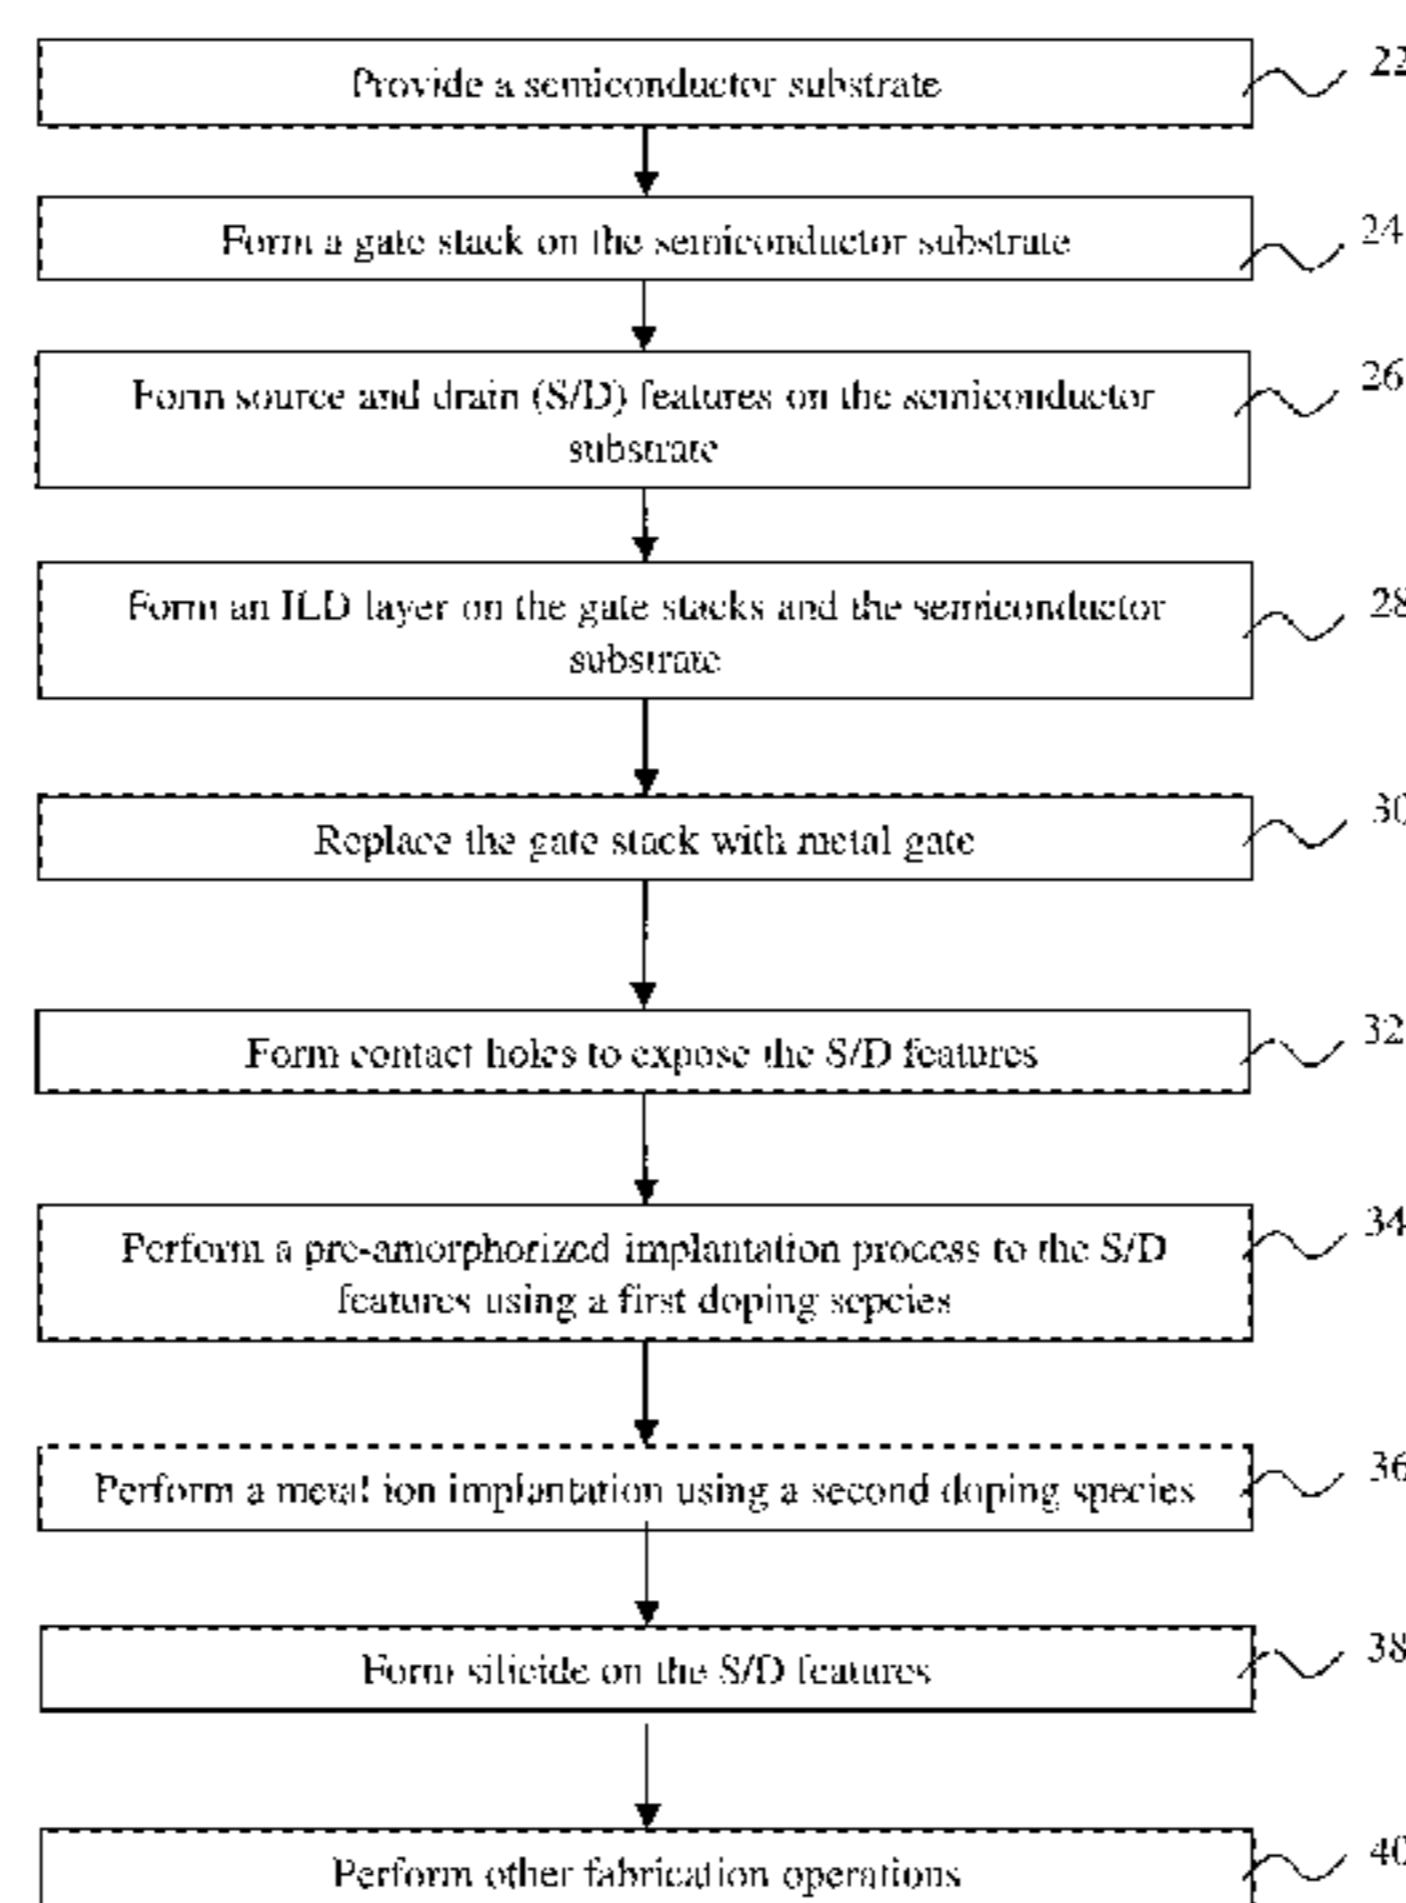 Provide a semiconductor substrate 22
Form a gate stack on the semiconductor substrate 24
Form source and drain (S/D) features on the semiconductor 26
substrate
Form an ILD layer on the gate stacks and the semiconductor 28
substrate
Replace the gate stack with metal gate 30
Form contact holes to expose the S/D features 32
Perform a pre-amorphorized implantation process to the S/D 34
features using a first doping sepcies
Perform a metal ion implantation using a second doping species 36
Form silicide on the S/D features 38
Perform other fabrication operations 40